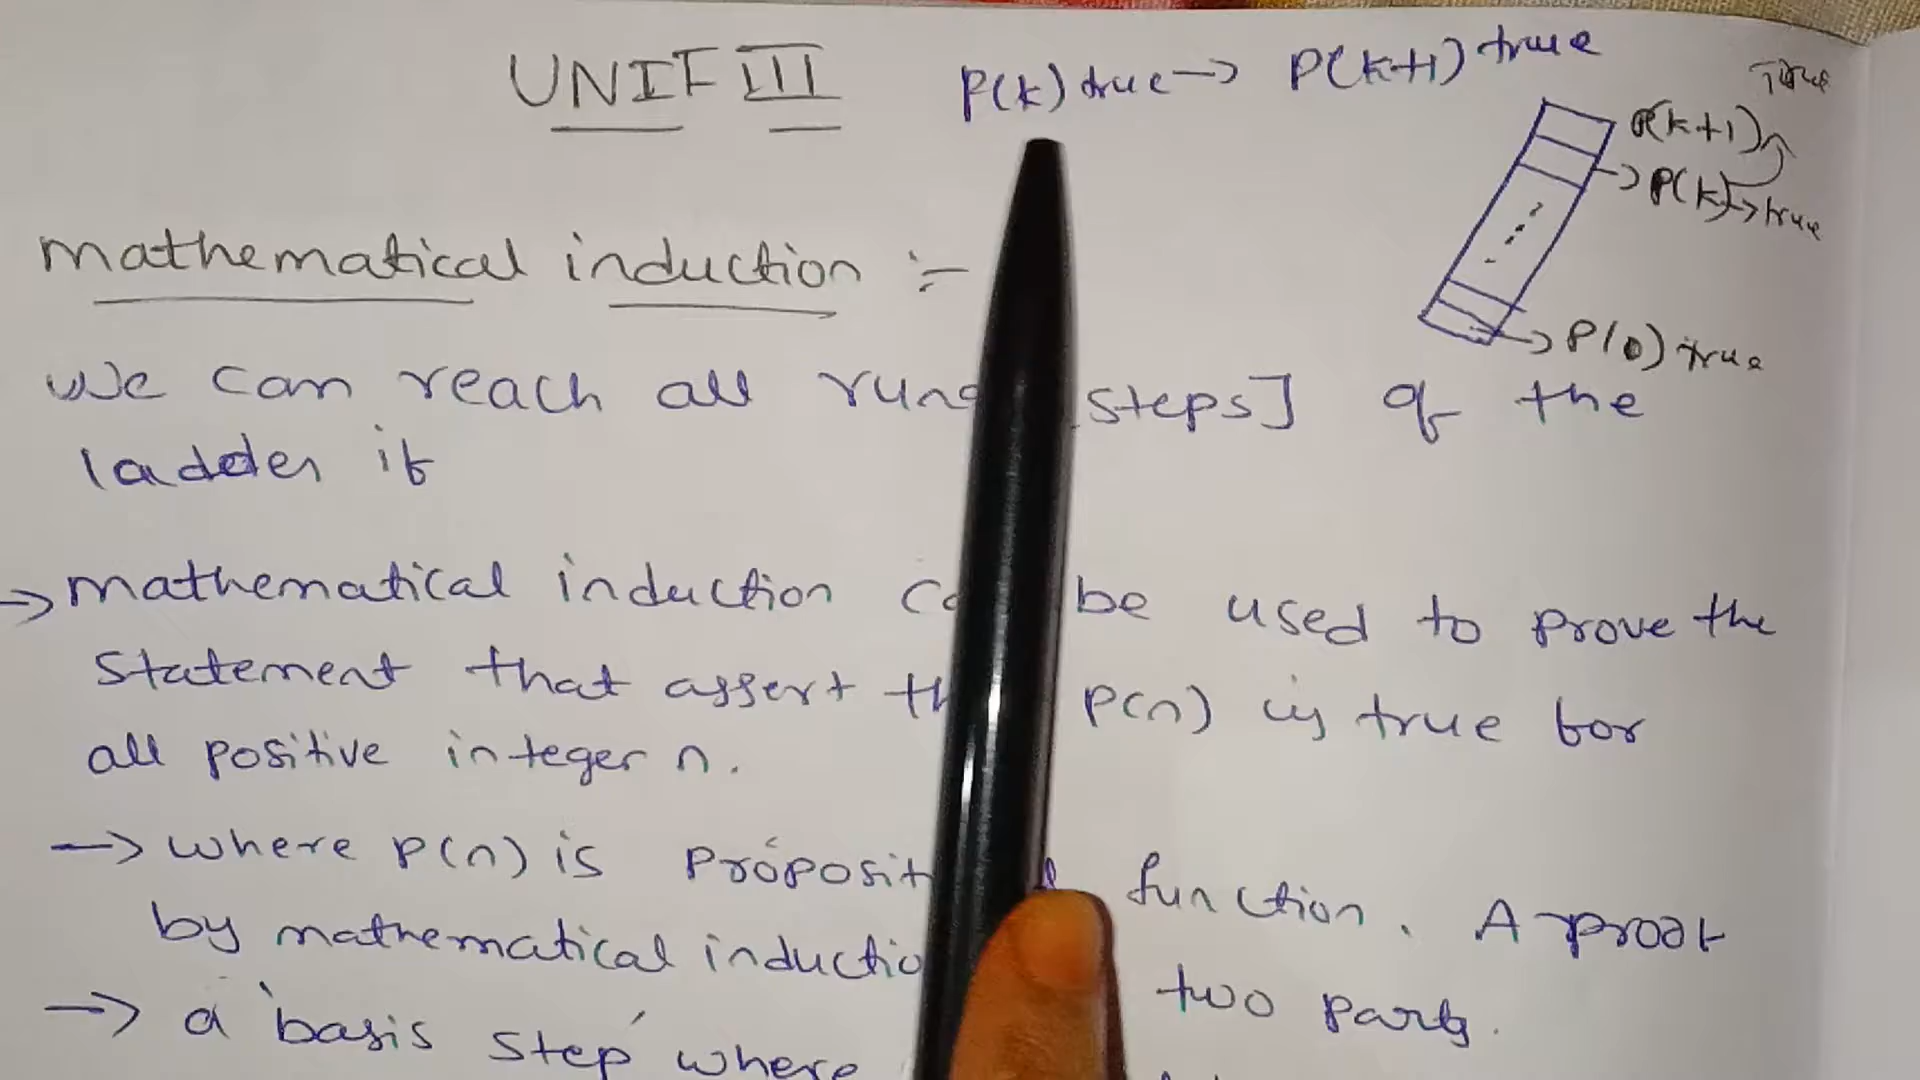 UNIT III
P(k) true → P(k+1) true
True
P(k+1)
→ P(k) → true
→ P(0) true
mathematical induction :-
We can reach all rung steps] of the
ladder if
→ mathematical induction be used to prove the
statement that assert P(n) is true for
all positive integer n.
→ where P(n) is function. A proof
by mathematical two parts.
→ a basis step where